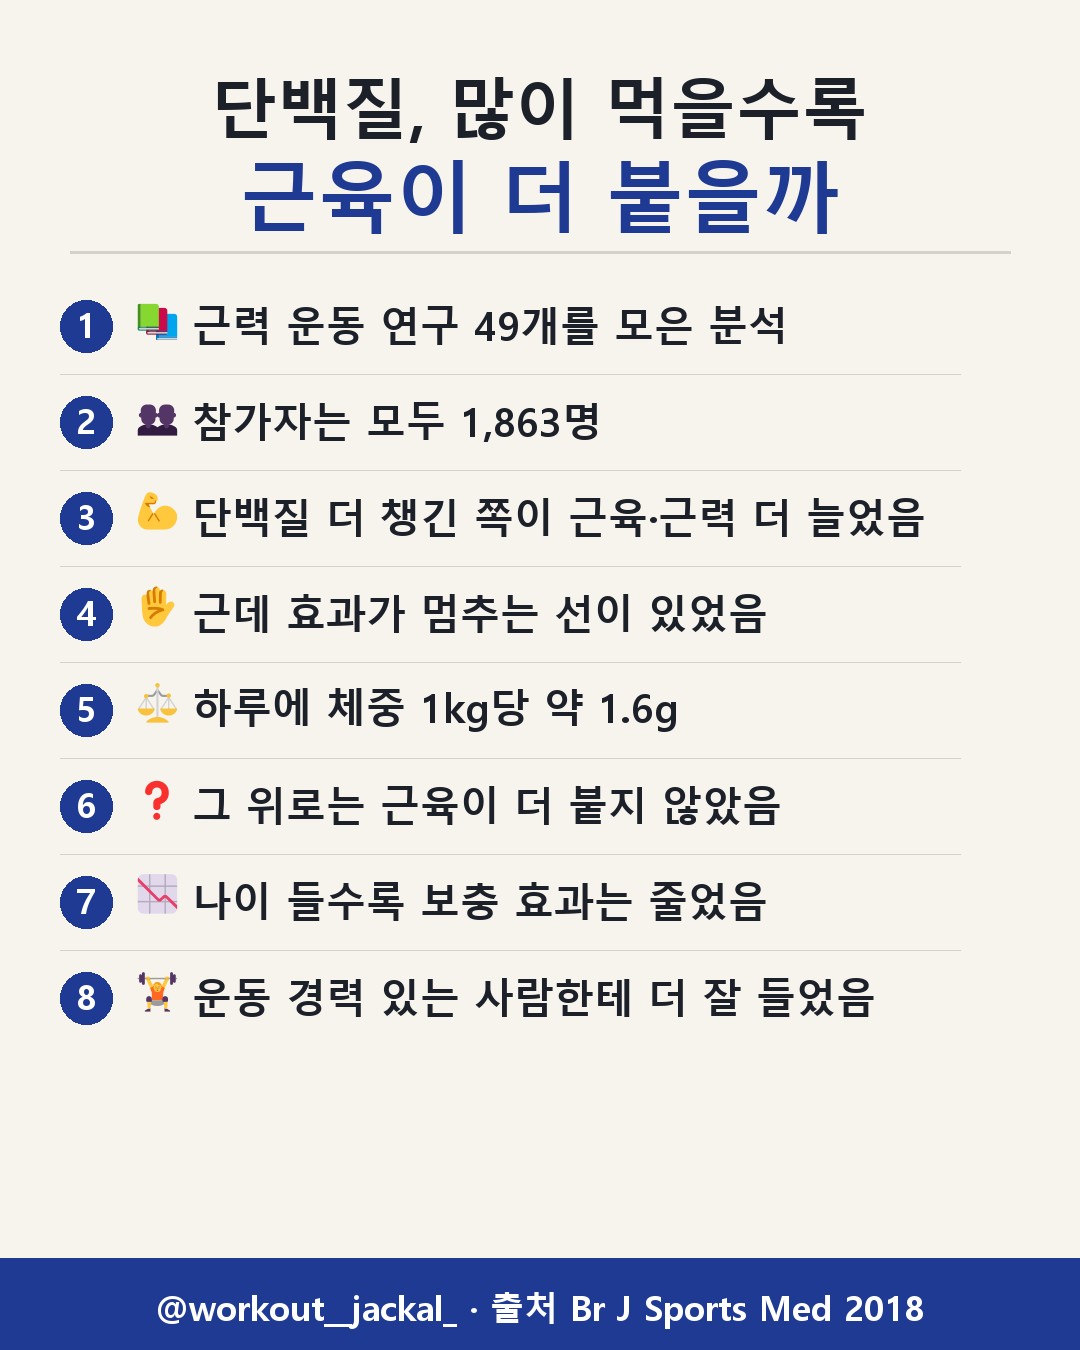 단백질, 많이 먹을수록
근육이 더 붙을까
1 근력 운동 연구 49개를 모은 분석
2 참가자는 모두 1,863명
3 단백질 더 챙긴 쪽이 근육·근력 더 늘었음
4 근데 효과가 멈추는 선이 있었음
5 하루에 체중 1kg당 약 1.6g
6 그 위로는 근육이 더 붙지 않았음
7 나이 들수록 보충 효과는 줄었음
8 운동 경력 있는 사람한테 더 잘 들었음
@workout__jackal_ · 출처 Br J Sports Med 2018